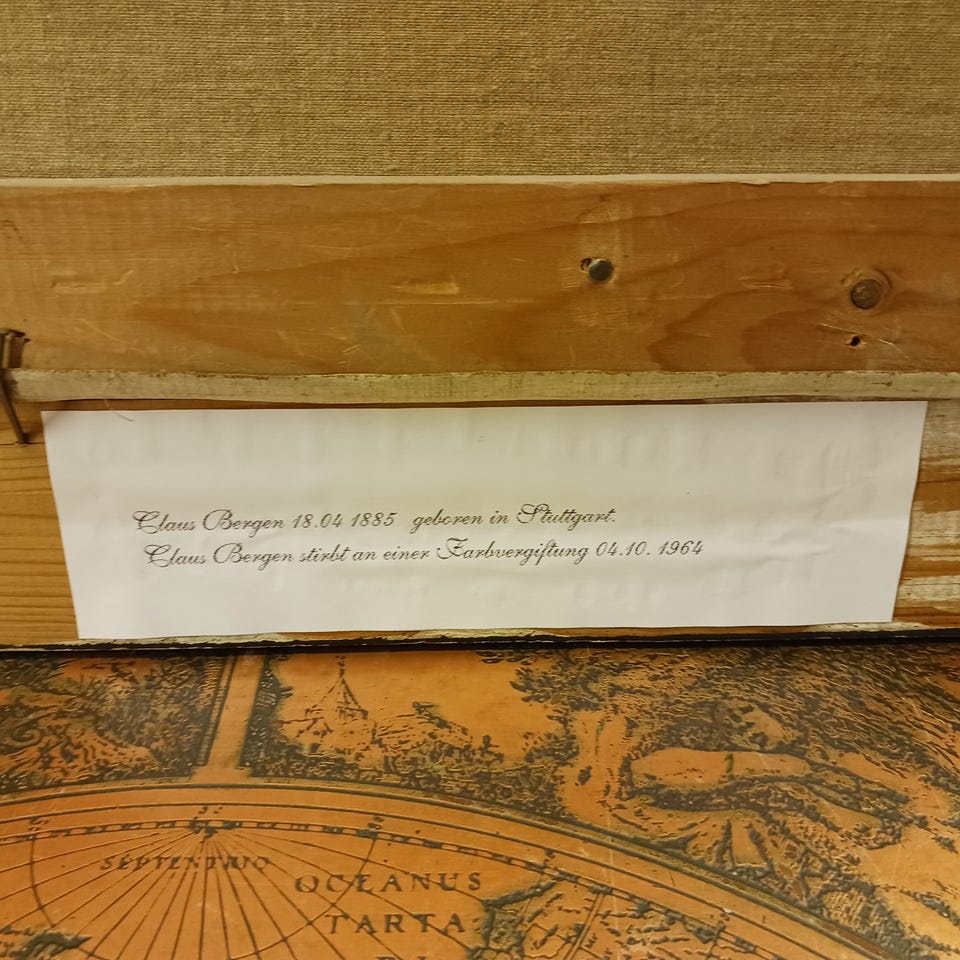 Claus Bergen 18.04 1885 geboren in Stuttgart.
Claus Bergen stirbt an einer Farbvergiftung 04.10. 1964
SEPTENTRIO
OCEANUS
TARTA